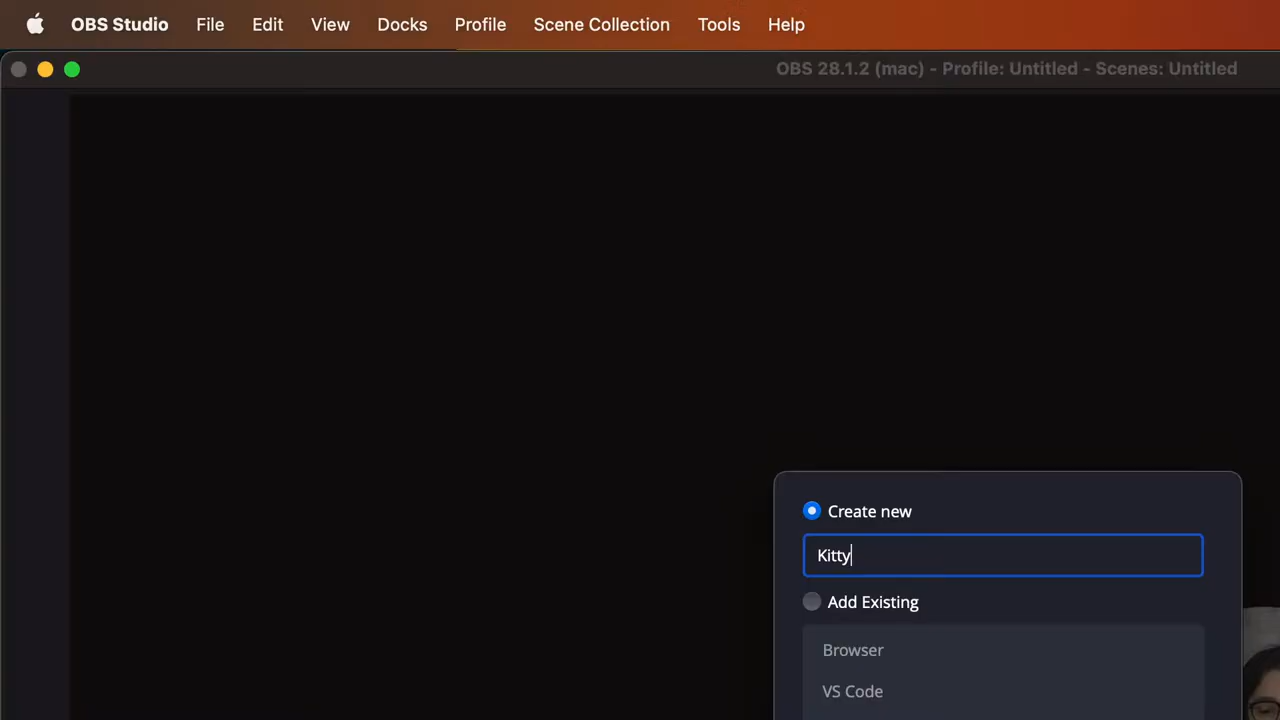 OBS Studio File Edit View Docks Profile Scene Collection Tools Help
OBS 28.1.2 (mac) - Profile: Untitled - Scenes: Untitled
Create new
Kitty
Add Existing
Browser
VS Code